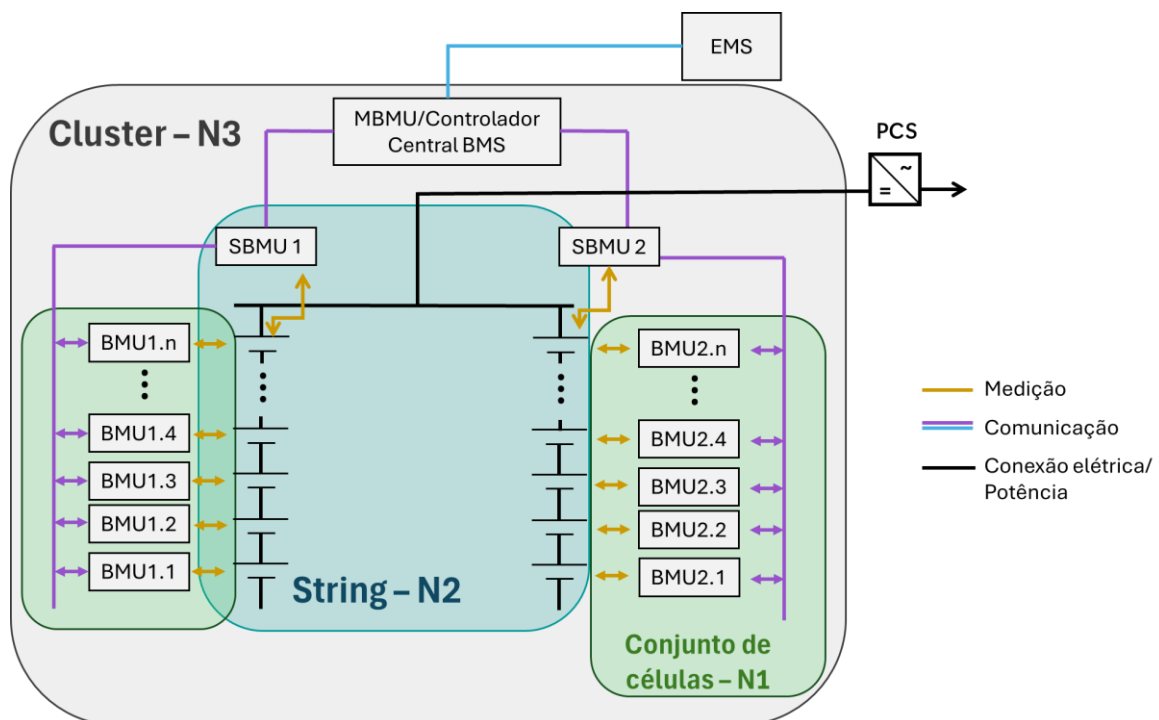 EMS
Cluster – N3
MBMU/Controlador
Central BMS
PCS
~
=
SBMU 1
SBMU 2
BMU1.n
BMU1.4
BMU1.3
BMU1.2
BMU1.1
String – N2
BMU2.n
BMU2.4
BMU2.3
BMU2.2
BMU2.1
Conjunto de
células – N1
Medição
Comunicação
Conexão elétrica/
Potência